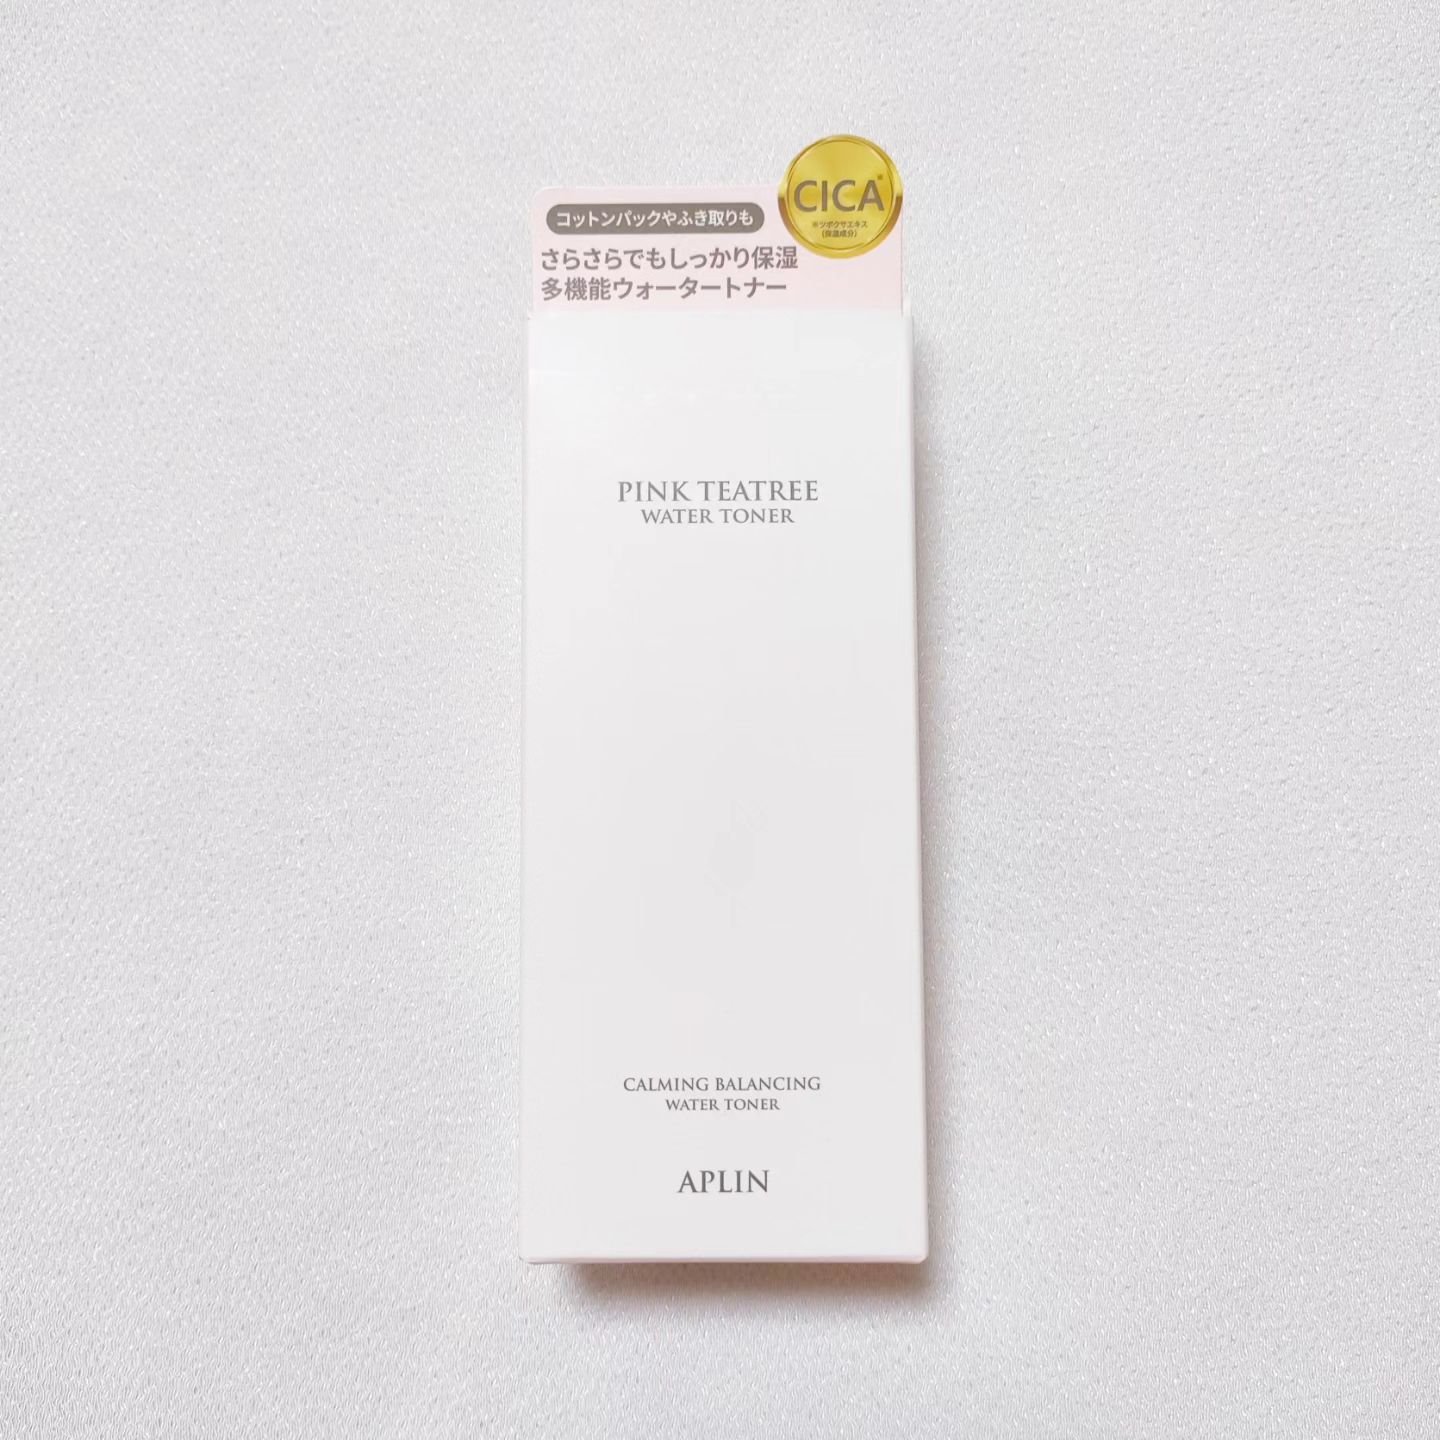 コットンパックやふき取りも
さらさらでもしっかり保湿
多機能ウォータートナー
CICA※
※ツボクサエキス
(保湿成分)
PINK TEATREE
WATER TONER
CALMING BALANCING
WATER TONER
APLIN